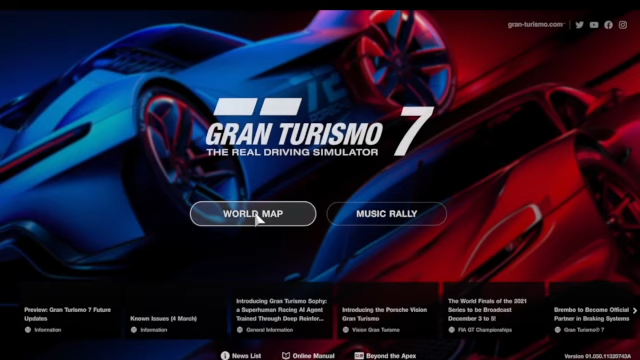 gran-turismo.com
72
GRAN TURISMO 7
THE REAL DRIVING SIMULATOR
WORLD MAP
MUSIC RALLY
Preview: Gran Turismo 7 Future
Updates
Information
Known Issues (4 March)
Information
Introducing Gran Turismo Sophy:
a Superhuman Racing AI Agent
Trained Through Deep Reinfor...
General Information
Introducing the Porsche Vision
Gran Turismo
Vision Gran Turismo
The World Finals of the 2021
Series to be Broadcast
December 3 to 5!
FIA GT Championships
Brembo to Become Official
Partner in Braking Systems
Gran Turismo® 7
News List
Online Manual
Beyond the Apex